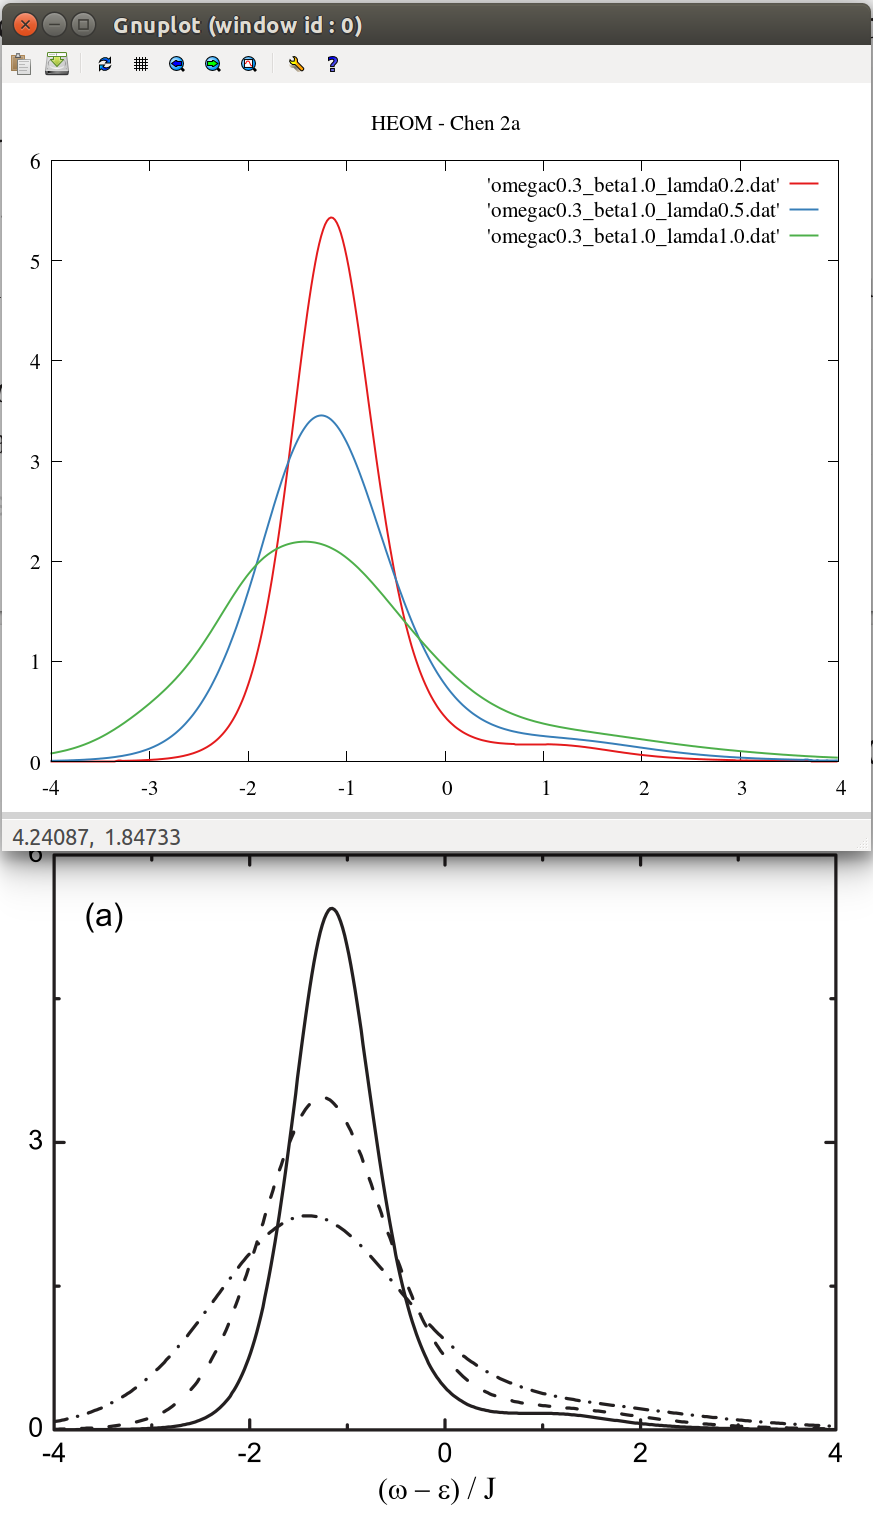 Gnuplot (window id : 0)
HEOM - Chen 2a
'omegac0.3_beta1.0_lamda0.2.dat'
'omegac0.3_beta1.0_lamda0.5.dat'
'omegac0.3_beta1.0_lamda1.0.dat'
6
5
4
3
2
1
0
-4 -3 -2 -1 0 1 2 3 4
4.24087, 1.84733
6
(a)
3
0
-4 -2 0 2 4
(ω – ε) / J